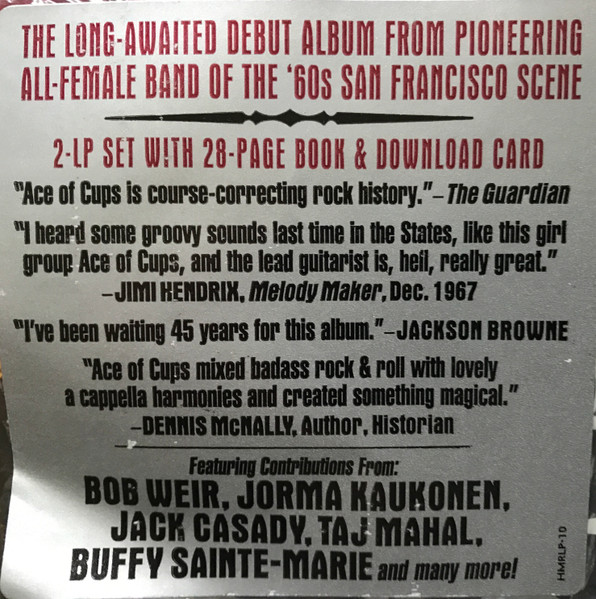 THE LONG-AWAITED DEBUT ALBUM FROM PIONEERING
ALL-FEMALE BAND OF THE ‘60s SAN FRANCISCO SCENE
2-LP SET WITH 28-PAGE BOOK & DOWNLOAD CARD
"Ace of Cups is course-correcting rock history."–The Guardian
"I heard some groovy sounds last time in the States, like this girl
group Ace of Cups, and the lead guitarist is, hell, really great."
–JIMI HENDRIX, Melody Maker, Dec. 1967
"I've been waiting 45 years for this album."–JACKSON BROWNE
"Ace of Cups mixed badass rock & roll with lovely
a cappella harmonies and created something magical."
–DENNIS McNALLY, Author, Historian
Featuring Contributions From:
BOB WEIR, JORMA KAUKONEN,
JACK CASADY, TAJ MAHAL,
BUFFY SAINTE-MARIE and many more!
HMRLP-10